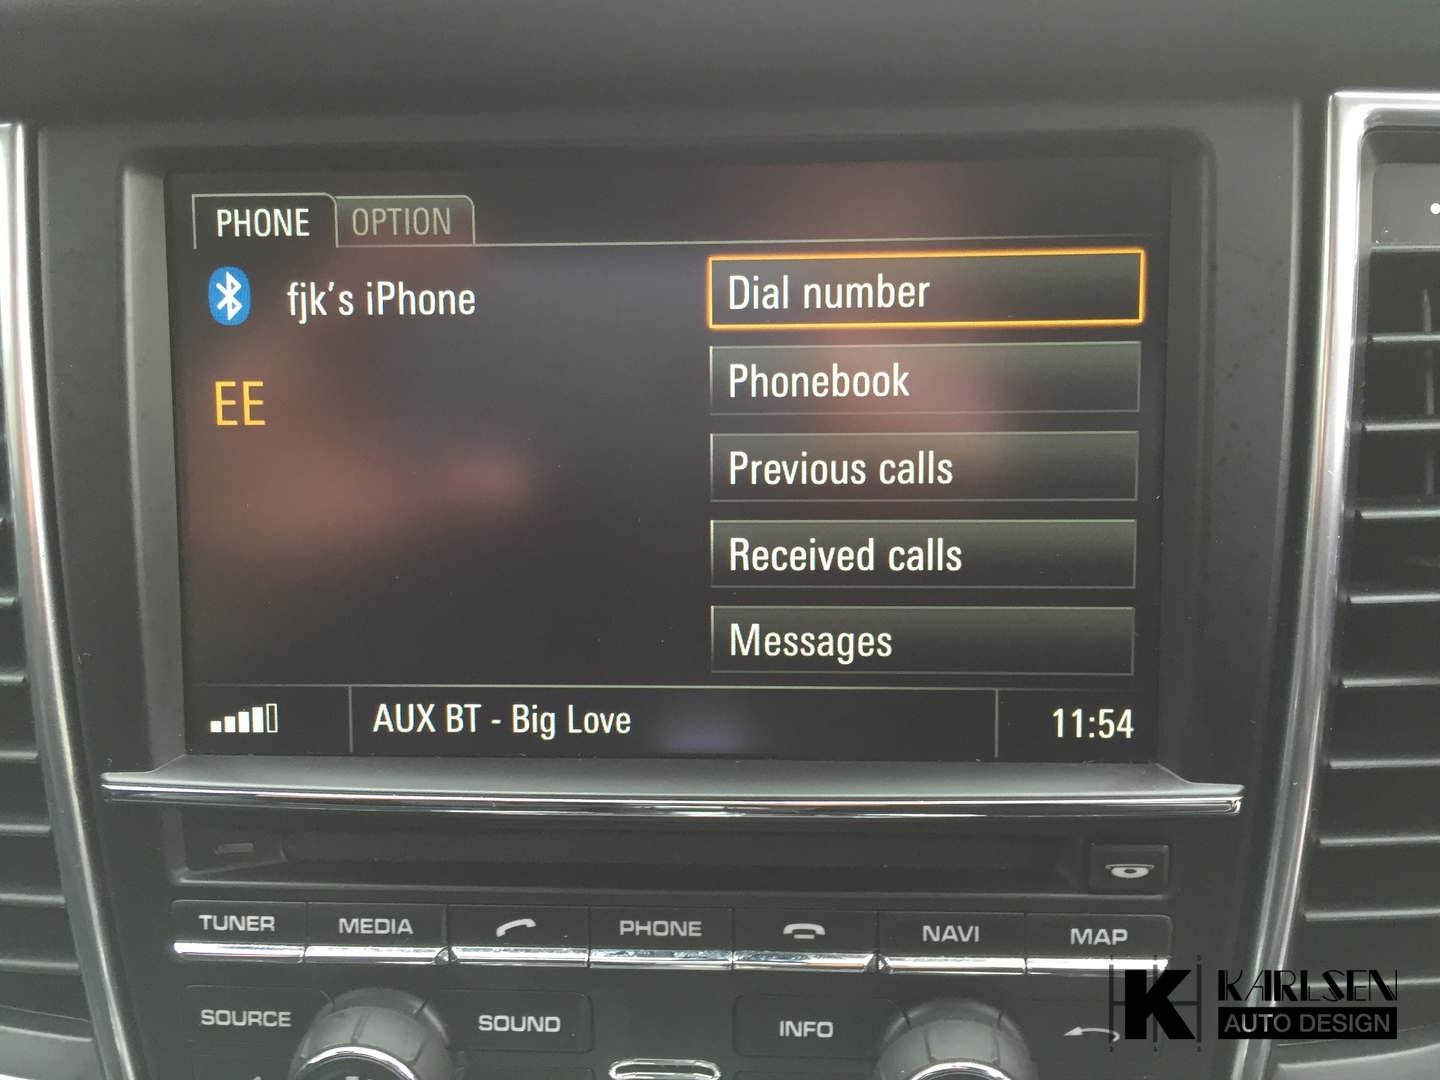 PHONE OPTION
fjk's iPhone
EE
Dial number
Phonebook
Previous calls
Received calls
Messages
AUX BT - Big Love
11:54
TUNER MEDIA PHONE NAVI MAP
SOURCE SOUND INFO
K KARLSEN
AUTO DESIGN